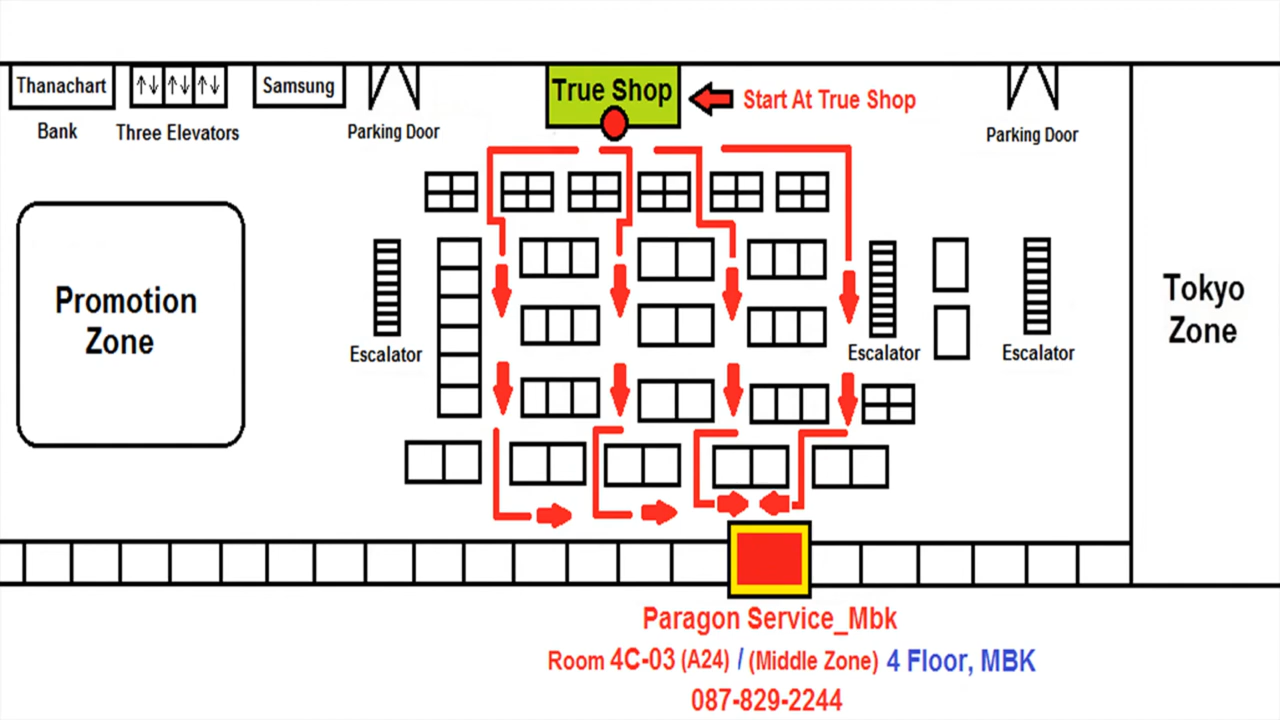 Thanachart
Bank
Three Elevators
Samsung
Parking Door
True Shop
Start At True Shop
Parking Door
Promotion
Zone
Escalator
Escalator
Escalator
Tokyo
Zone
Paragon Service_Mbk
Room 4C-03 (A24) / (Middle Zone) 4 Floor, MBK
087-829-2244